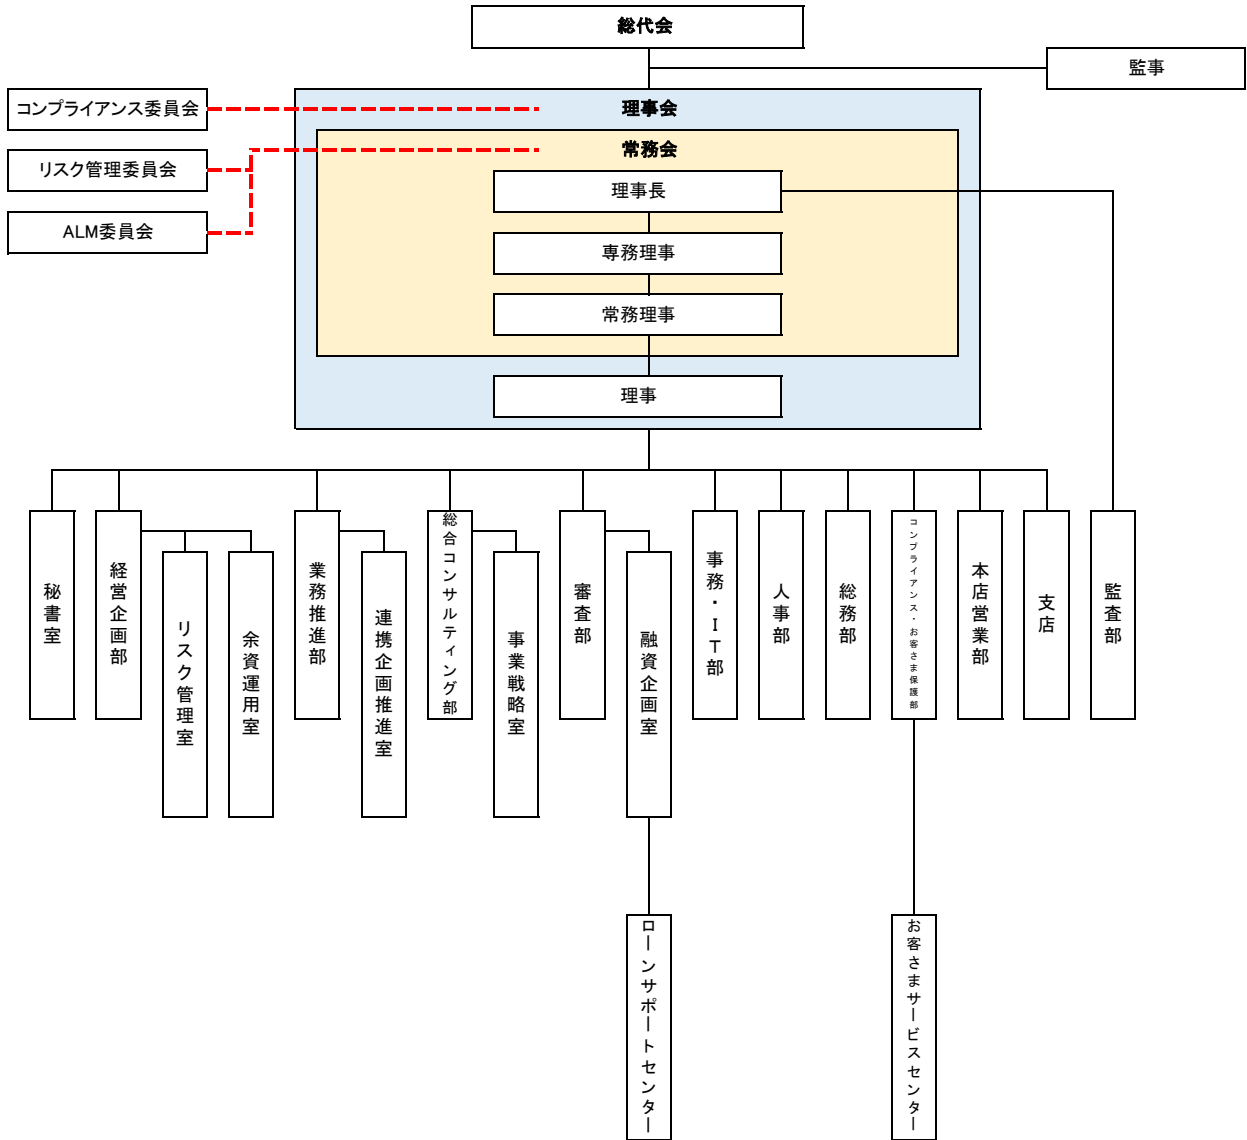 総代会
監事
コンプライアンス委員会
理事会
常務会
リスク管理委員会
理事長
ALM委員会
専務理事
常務理事
理事
秘書室
経営企画部
リスク管理室
余資運用室
業務推進部
連携企画推進室
総合コンサルティング部
事業戦略室
審査部
融資企画室
事務・IT部
人事部
総務部
コンプライアンス・お客さま保護部
本店営業部
支店
監査部
ローンサポートセンター
お客さまサービスセンター